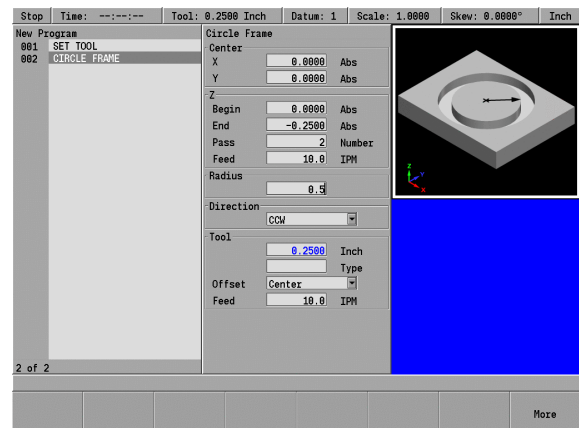 Stop Time: --:--:-- Tool: 0.2500 Inch Datum: 1 Scale: 1.0000 Skew: 0.0000° Inch
New Program
001 SET TOOL
002 CIRCLE FRAME
2 of 2
Circle Frame
Center
X 0.0000 Abs
Y 0.0000 Abs
Z
Begin 0.0000 Abs
End -0.2500 Abs
Pass 2 Number
Feed 10.0 IPM
Radius
0.5
Direction
CCW
Tool
0.2500 Inch
Type
Offset Center
Feed 10.0 IPM
Z
Y
X
More